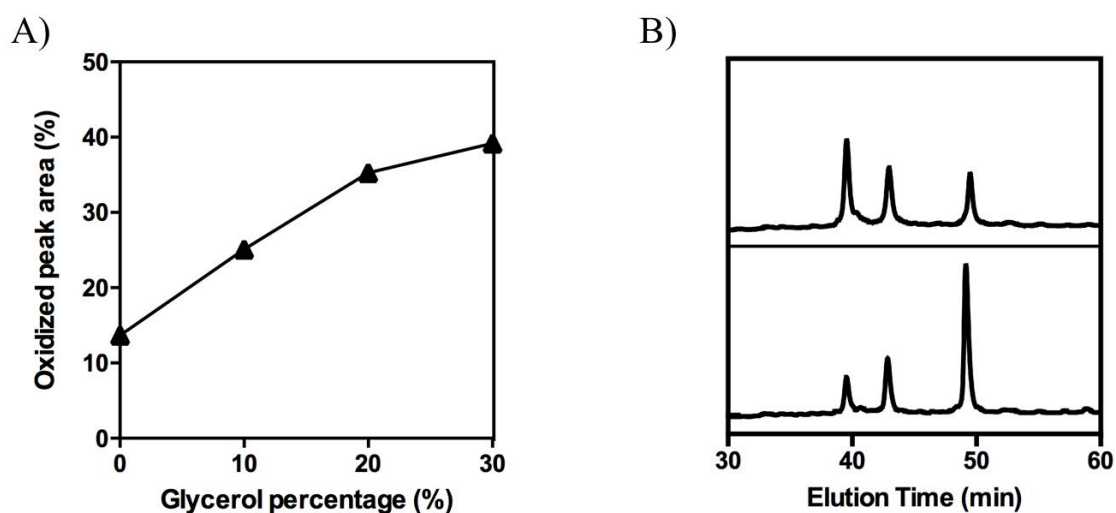 A)
50
40
30
20
10
0
Oxidized peak area (%)
0 10 20 30
Glycerol percentage (%)
B)
30 40 50 60
Elution Time (min)